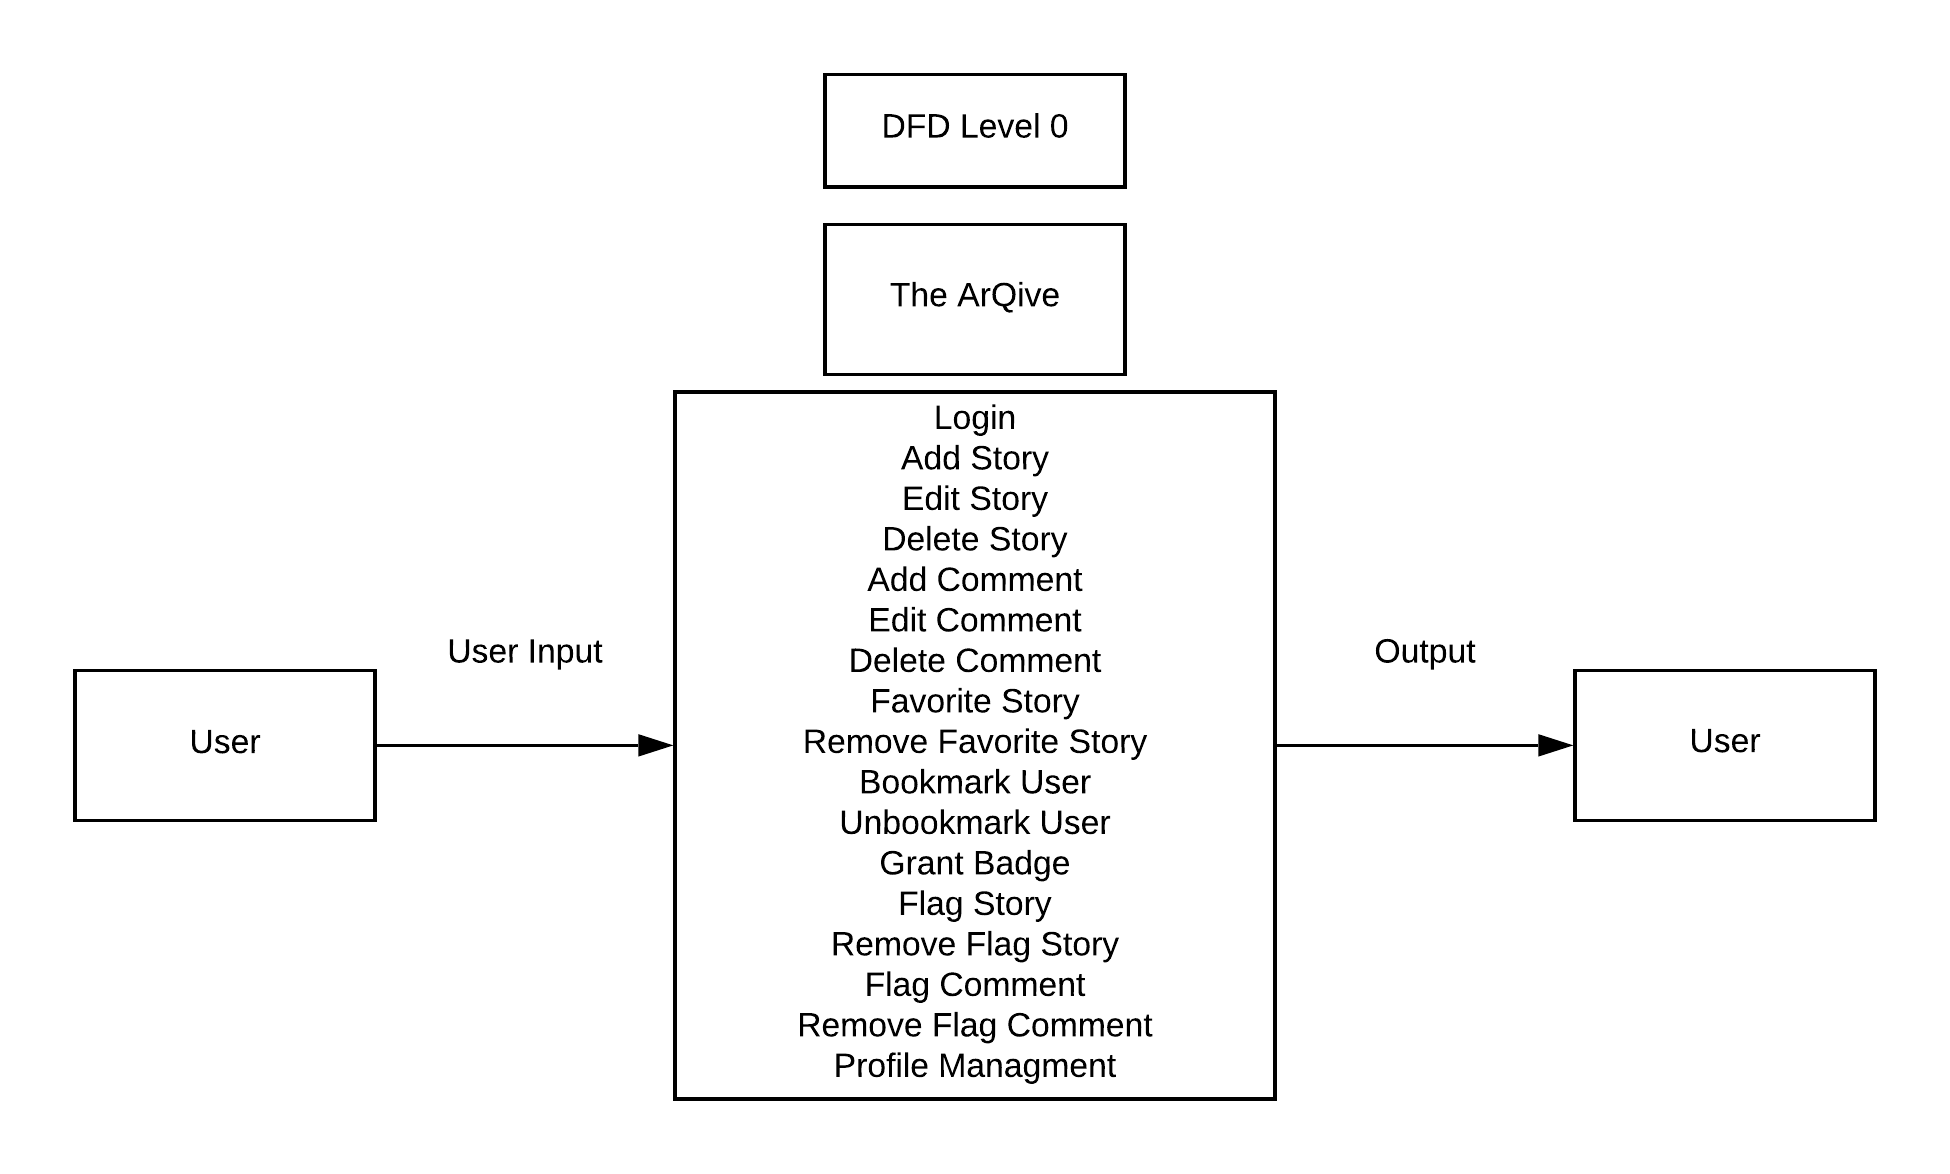 DFD Level 0
The ArQive
Login
Add Story
Edit Story
Delete Story
Add Comment
Edit Comment
Delete Comment
Favorite Story
Remove Favorite Story
Bookmark User
Unbookmark User
Grant Badge
Flag Story
Remove Flag Story
Flag Comment
Remove Flag Comment
Profile Managment
User Input
User
Output
User